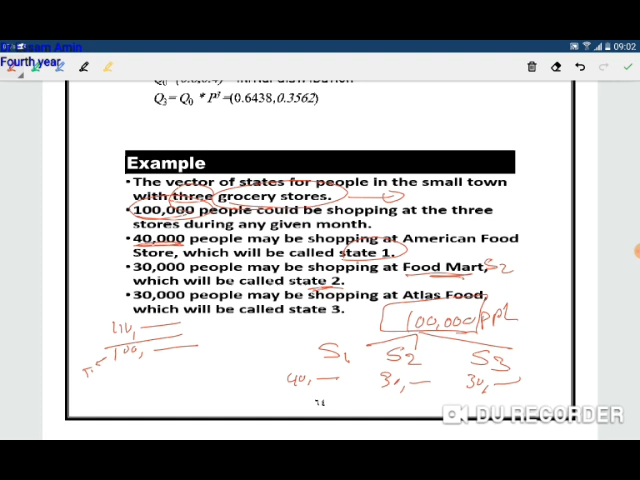 09:02
Fourth year
Q3= Q0 * P³ =(0.6438,0.3562)
Example
•The vector of states for people in the small town
with three grocery stores.
•100,000 people could be shopping at the three
stores during any given month.
•40,000 people may be shopping at American Food
Store, which will be called state 1.
•30,000 people may be shopping at Food Mart, S2
which will be called state 2.
•30,000 people may be shopping at Atlas Food,
which will be called state 3.
100,000 ppl
100,
S1 S2 S3
40, 30, 30,
DU RECORDER